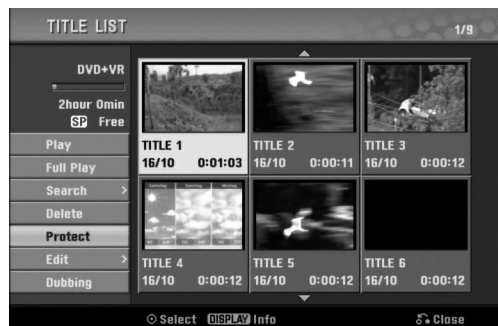 TITLE LIST
1/9
DVD+VR
2hour 0min
SP Free
Play
Full Play
Search >
Delete
Protect
Edit >
Dubbing
TITLE 1
16/10 0:01:03
TITLE 2
16/10 0:00:11
TITLE 3
16/10 0:00:12
Samstag Sonntag Montag
TITLE 4
16/10 0:00:12
TITLE 5
16/10 0:00:12
TITLE 6
16/10 0:00:12
Select DISPLAY Info
Close